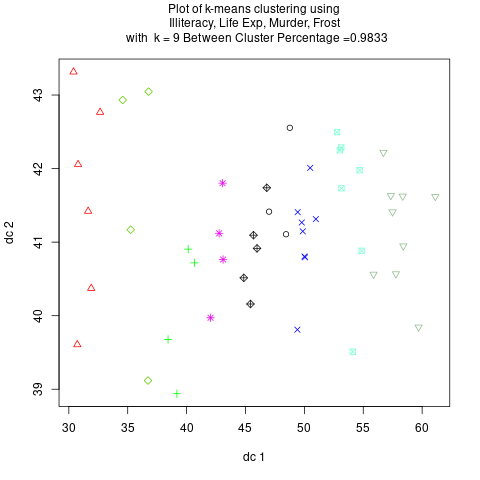 Plot of k-means clustering using
Illiteracy, Life Exp, Murder, Frost
with  k = 9 Between Cluster Percentage =0.9833
43
42
41
40
39
dc 2
30 35 40 45 50 55 60
dc 1